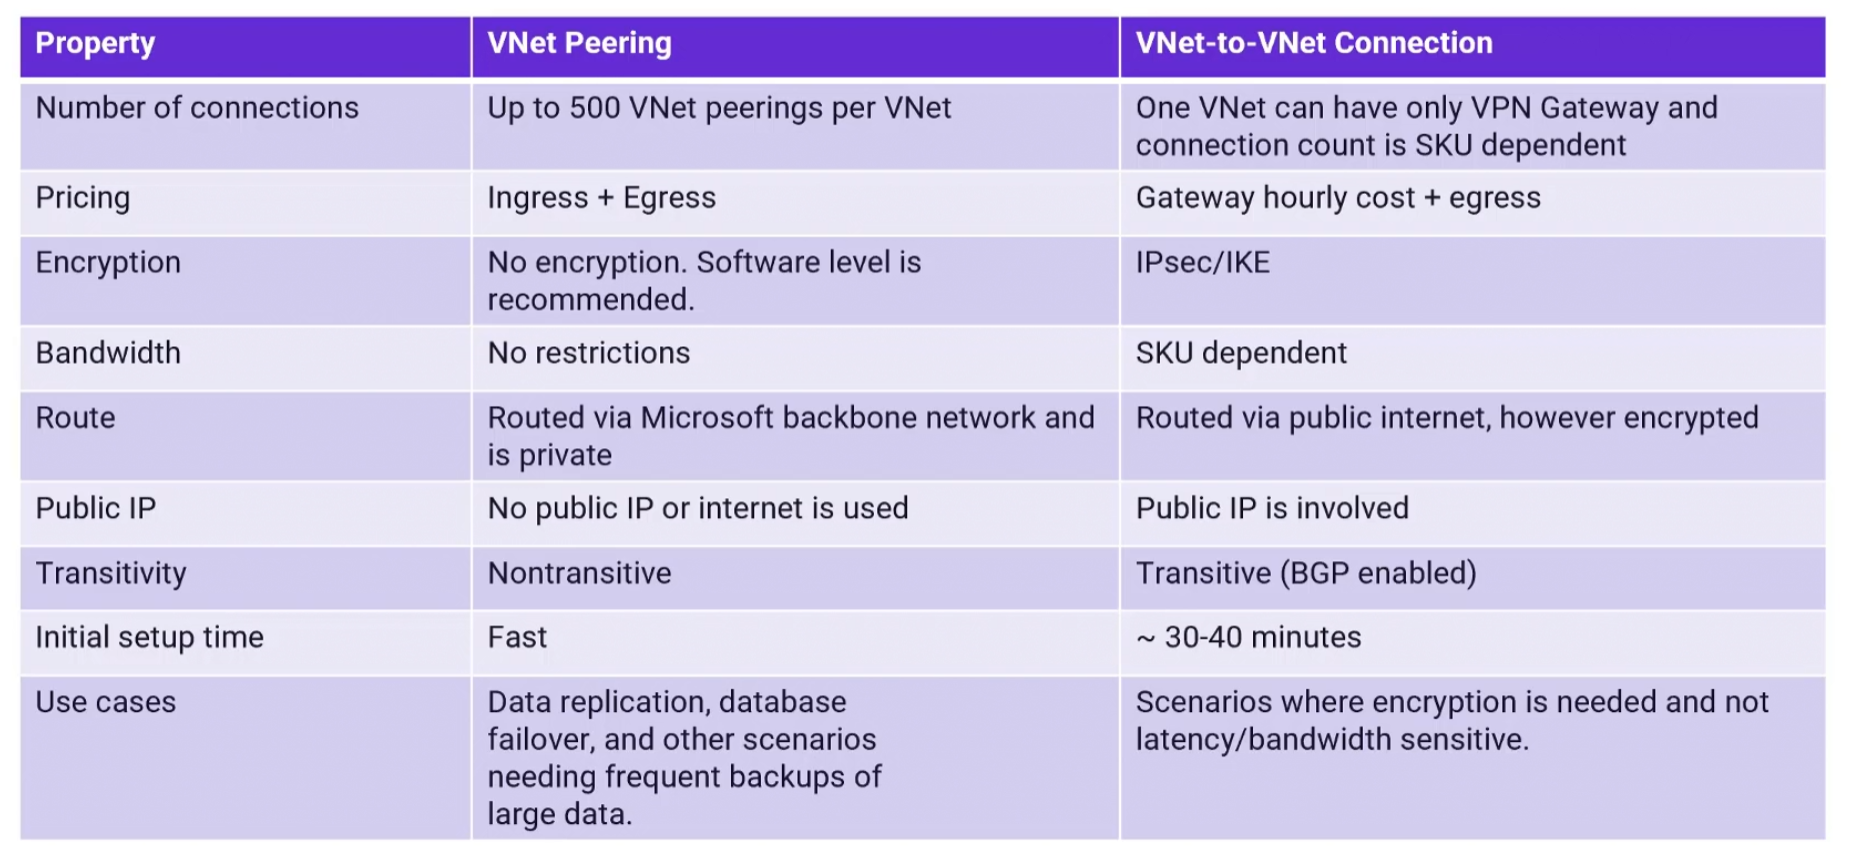 Property VNet Peering VNet-to-VNet Connection
Number of connections Up to 500 VNet peerings per VNet One VNet can have only VPN Gateway and
connection count is SKU dependent
Pricing Ingress + Egress Gateway hourly cost + egress
Encryption No encryption. Software level is IPsec/IKE
recommended.
Bandwidth No restrictions SKU dependent
Route Routed via Microsoft backbone network and Routed via public internet, however encrypted
is private
Public IP No public IP or internet is used Public IP is involved
Transitivity Nontransitive Transitive (BGP enabled)
Initial setup time Fast ~ 30-40 minutes
Use cases Data replication, database Scenarios where encryption is needed and not
failover, and other scenarios latency/bandwidth sensitive.
needing frequent backups of
large data.